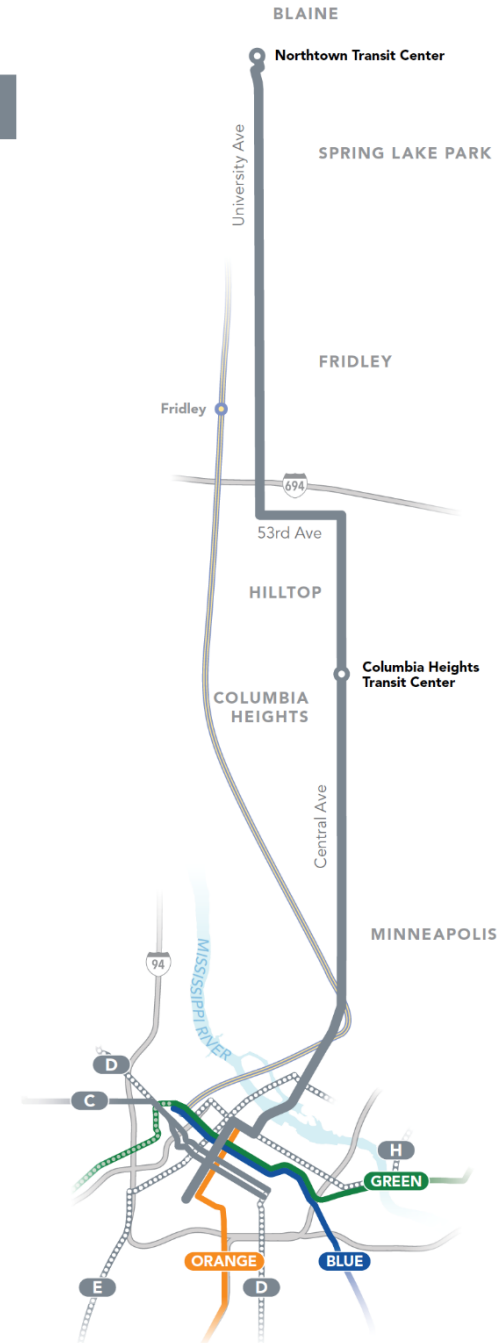 BLAINE
Northtown Transit Center
University Ave
SPRING LAKE PARK
FRIDLEY
Fridley
694
53rd Ave
HILLTOP
Columbia Heights
Transit Center
COLUMBIA
HEIGHTS
Central Ave
MINNEAPOLIS
94
MISSISSIPPI RIVER
D
C
H
GREEN
ORANGE
BLUE
E
D